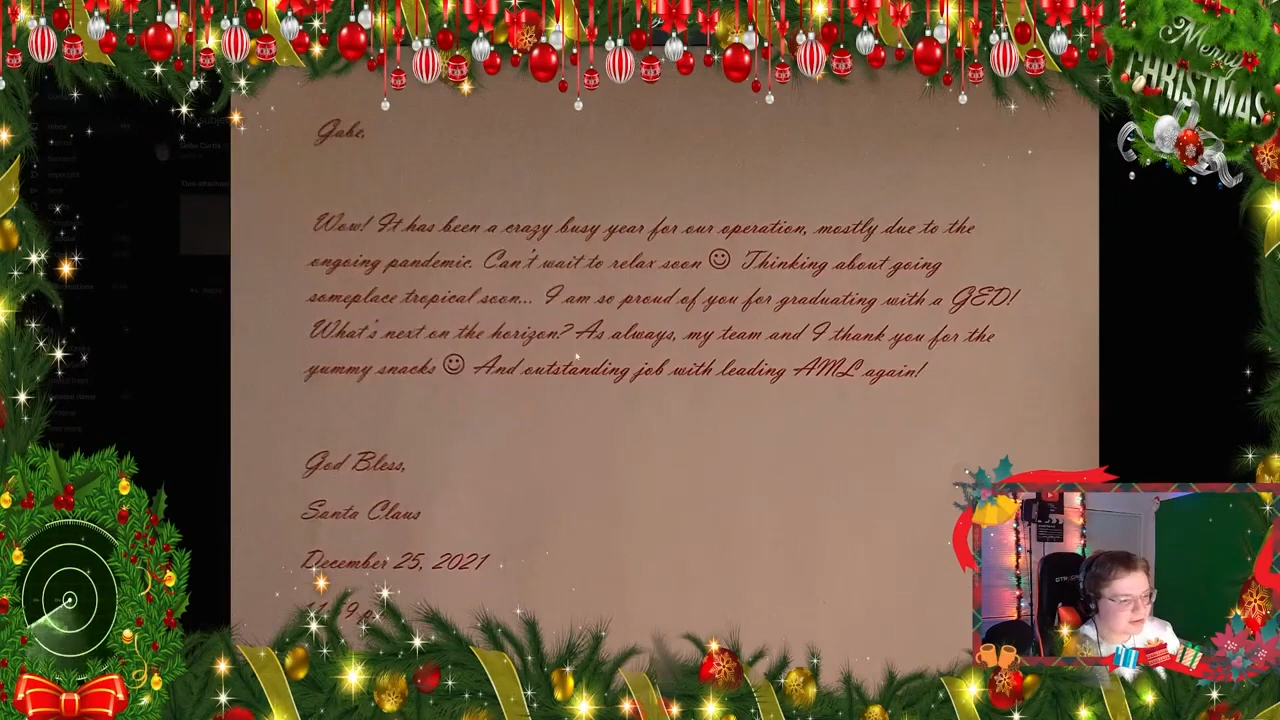 Merry
CHRISTMAS
Gabe,
Wow! It has been a crazy busy year for our operation, mostly due to the
ongoing pandemic. Can't wait to relax soon ☺ Thinking about going
someplace tropical soon... I am so proud of you for graduating with a GED!
What's next on the horizon? As always, my team and I thank you for the
yummy snacks ☺ And outstanding job with leading AML again!
God Bless,
Santa Claus
December 25, 2021